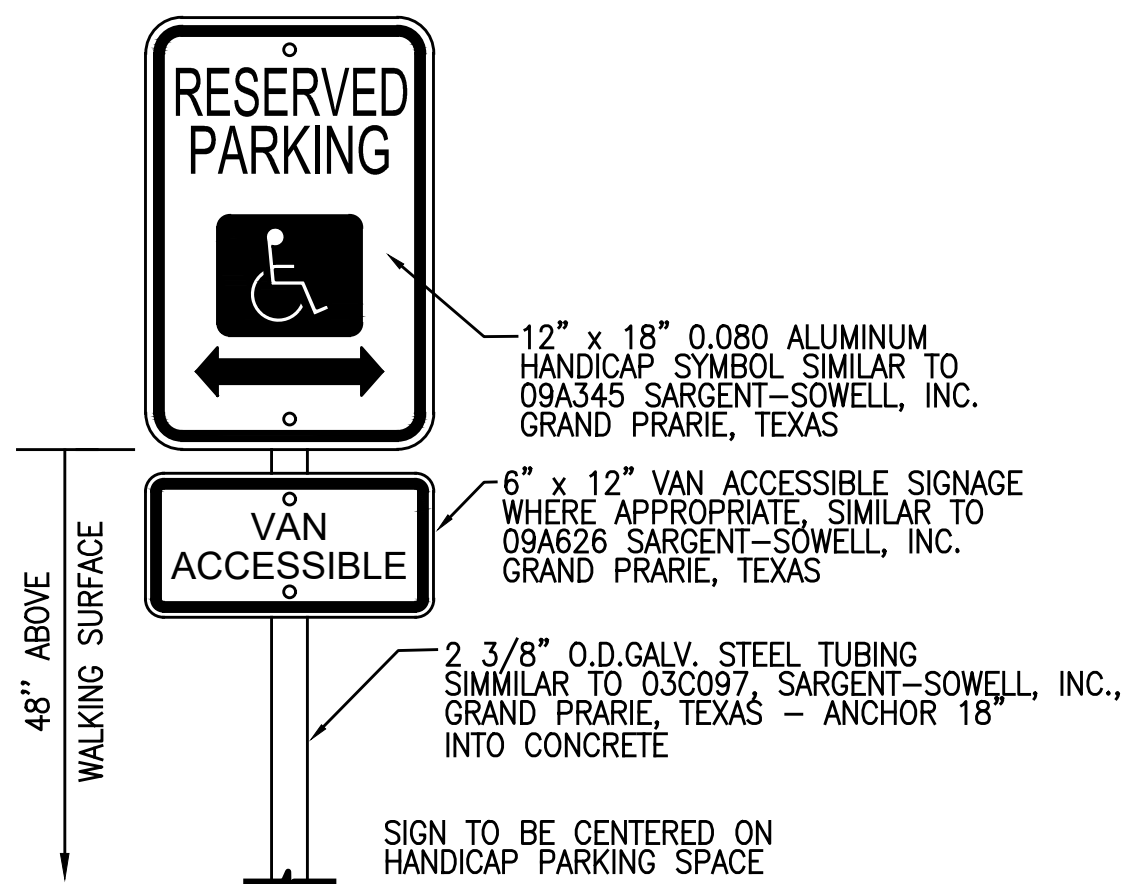 RESERVED
PARKING
12" x 18" 0.080 ALUMINUM
HANDICAP SYMBOL SIMILAR TO
09A345 SARGENT-SOWELL, INC.
GRAND PRARIE, TEXAS
VAN
ACCESSIBLE
6" x 12" VAN ACCESSIBLE SIGNAGE
WHERE APPROPRIATE, SIMILAR TO
09A626 SARGENT-SOWELL, INC.
GRAND PRARIE, TEXAS
48" ABOVE
WALKING SURFACE
2 3/8" O.D.GALV. STEEL TUBING
SIMMILAR TO 03C097, SARGENT-SOWELL, INC.,
GRAND PRARIE, TEXAS - ANCHOR 18"
INTO CONCRETE
SIGN TO BE CENTERED ON
HANDICAP PARKING SPACE